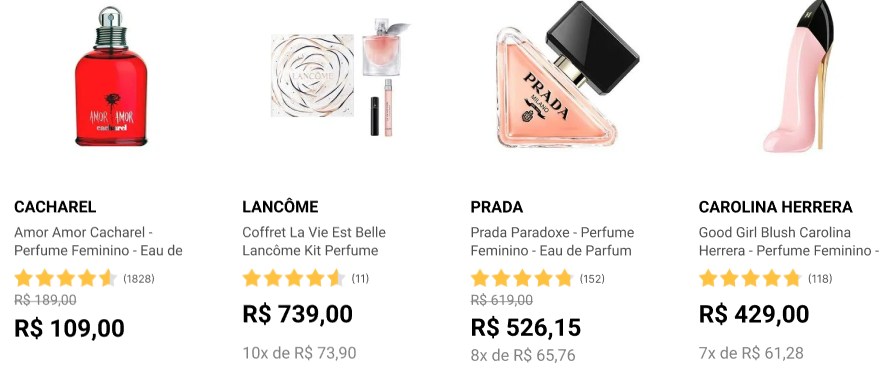 AMOR AMOR
cacharel
LANCÔME
PRADA
MILANO
CACHAREL
Amor Amor Cacharel -
Perfume Feminino - Eau de
(1828)
R$ 189,00
R$ 109,00
LANCÔME
Coffret La Vie Est Belle
Lancôme Kit Perfume
(11)
R$ 739,00
10x de R$ 73,90
PRADA
Prada Paradoxe - Perfume
Feminino - Eau de Parfum
(152)
R$ 619,00
R$ 526,15
8x de R$ 65,76
CAROLINA HERRERA
Good Girl Blush Carolina
Herrera - Perfume Feminino -
(118)
R$ 429,00
7x de R$ 61,28